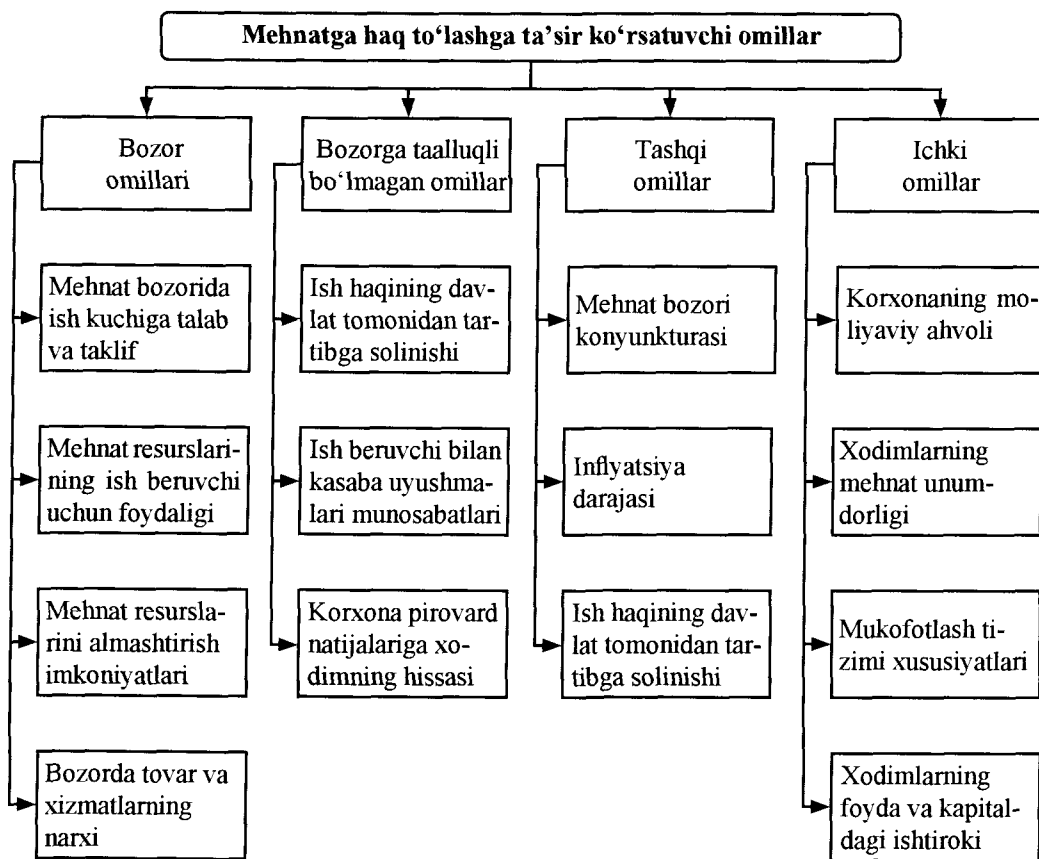 Mehnatga haq to‘lashga ta’sir ko‘rsatuvchi omillar
Bozor
omillari
Mehnat bozorida
ish kuchiga talab
va taklif
Mehnat resurslari-
ning ish beruvchi
uchun foydaligi
Mehnat resursla-
rini almashtirish
imkoniyatlari
Bozorda tovar va
xizmatlarning
narxi
Bozorga taalluqli
bo‘lmagan omillar
Ish haqining dav-
lat tomonidan tar-
tibga solinishi
Ish beruvchi bilan
kasaba uyushma-
lari munosabatlari
Korxona pirovard
natijalariga xo-
dimning hissasi
Tashqi
omillar
Mehnat bozori
konyunkturasi
Inflyatsiya
darajasi
Ish haqining dav-
lat tomonidan tar-
tibga solinishi
Ichki
omillar
Korxonaning mo-
liyaviy ahvoli
Xodimlarning
mehnat unum-
dorligi
Mukofotlash ti-
zimi xususiyatlari
Xodimlarning
foyda va kapital-
dagi ishtiroki